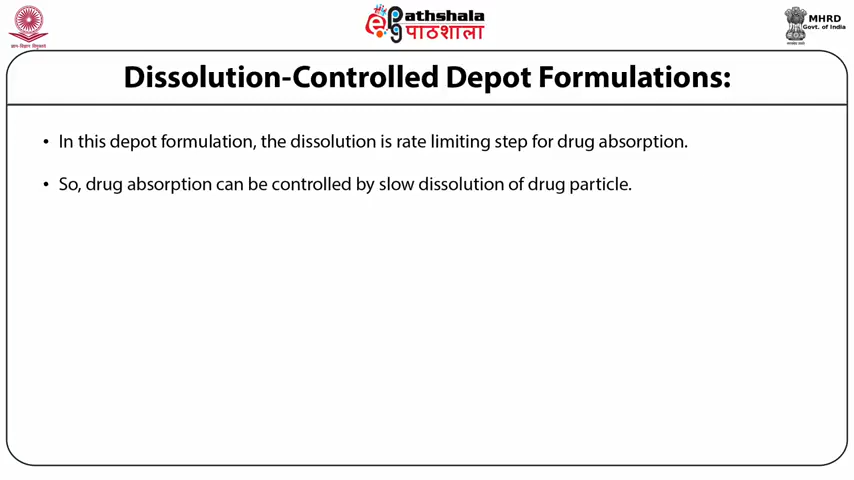 ePathshala
पाठशाला
MHRD
Govt. of India
Dissolution-Controlled Depot Formulations:
• In this depot formulation, the dissolution is rate limiting step for drug absorption.
• So, drug absorption can be controlled by slow dissolution of drug particle.